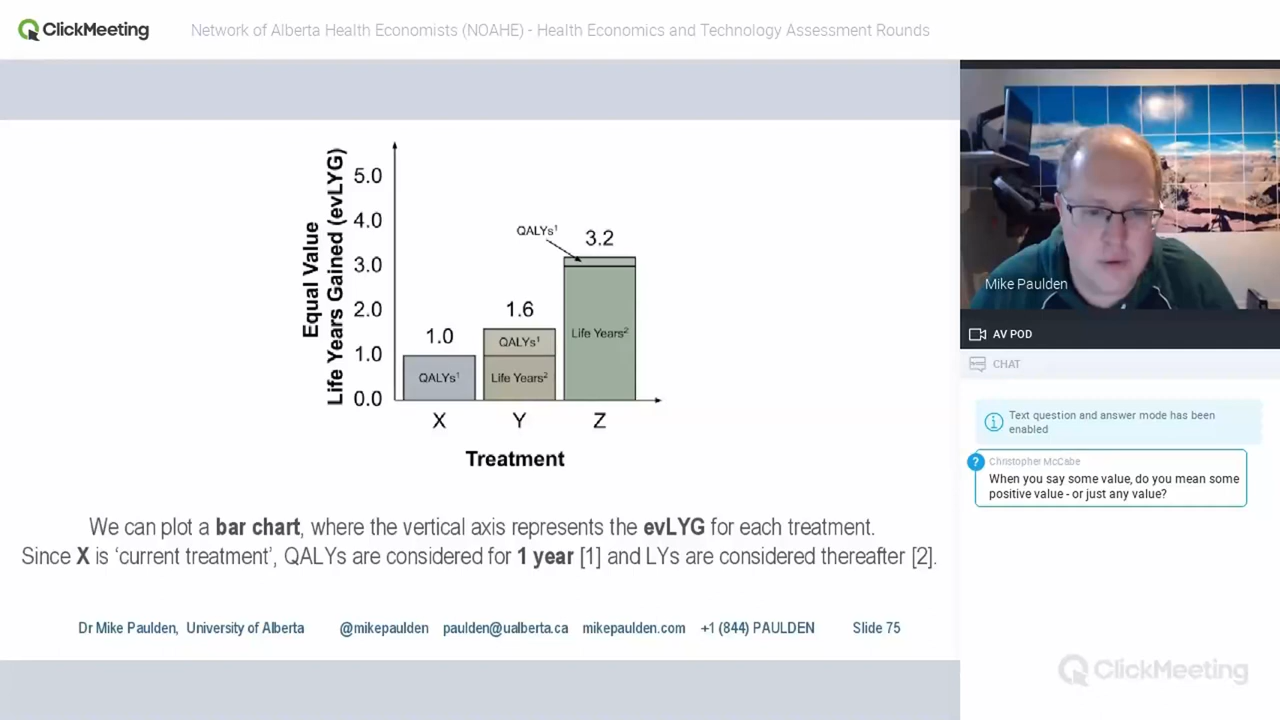 ClickMeeting
Network of Alberta Health Economists (NOAHE) - Health Economics and Technology Assessment Rounds
Equal Value
Life Years Gained (evLYG)
5.0
4.0
3.0
2.0
1.0
0.0
1.0
QALYs¹
1.6
QALYs¹
Life Years²
QALYs¹
3.2
Life Years²
X
Y
Z
Treatment
We can plot a bar chart, where the vertical axis represents the evLYG for each treatment.
Since X is ‘current treatment’, QALYs are considered for 1 year [1] and LYs are considered thereafter [2].
Dr Mike Paulden, University of Alberta @mikepaulden paulden@ualberta.ca mikepaulden.com +1 (844) PAULDEN Slide 75
Mike Paulden
AV POD
CHAT
Text question and answer mode has been
enabled
?
Christopher McCabe
When you say some value, do you mean some
positive value - or just any value?
ClickMeeting